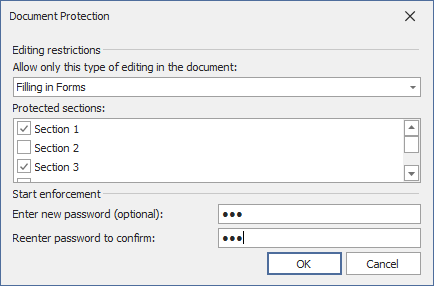 Document Protection
Editing restrictions
Allow only this type of editing in the document:
Filling in Forms
Protected sections:
Section 1
Section 2
Section 3
Start enforcement
Enter new password (optional): ●●●
Reenter password to confirm: ●●●
OK Cancel